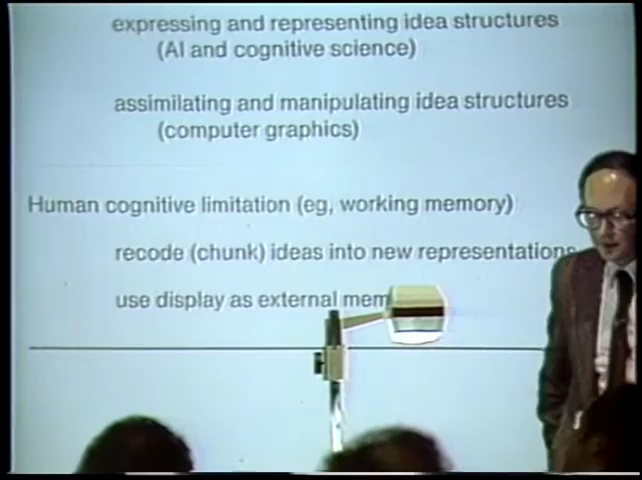 expressing and representing idea structures
(AI and cognitive science)
assimilating and manipulating idea structures
(computer graphics)
Human cognitive limitation (eg, working memory)
recode (chunk) ideas into new representations
use display as external mem